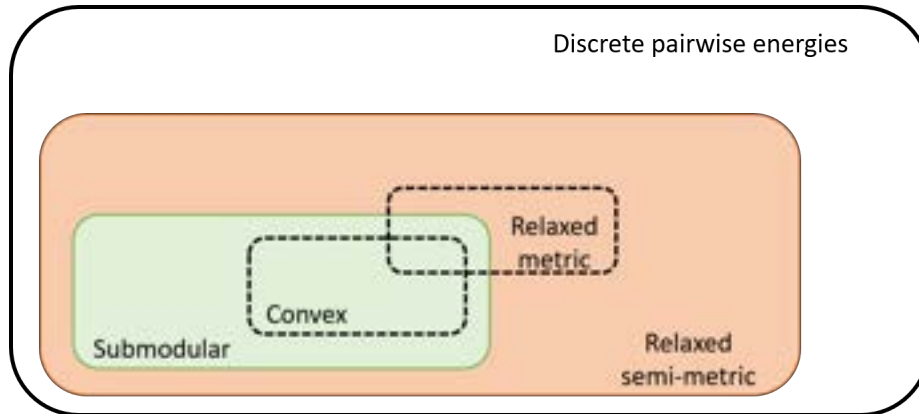 Discrete pairwise energies
Relaxed
metric
Convex
Submodular
Relaxed
semi-metric